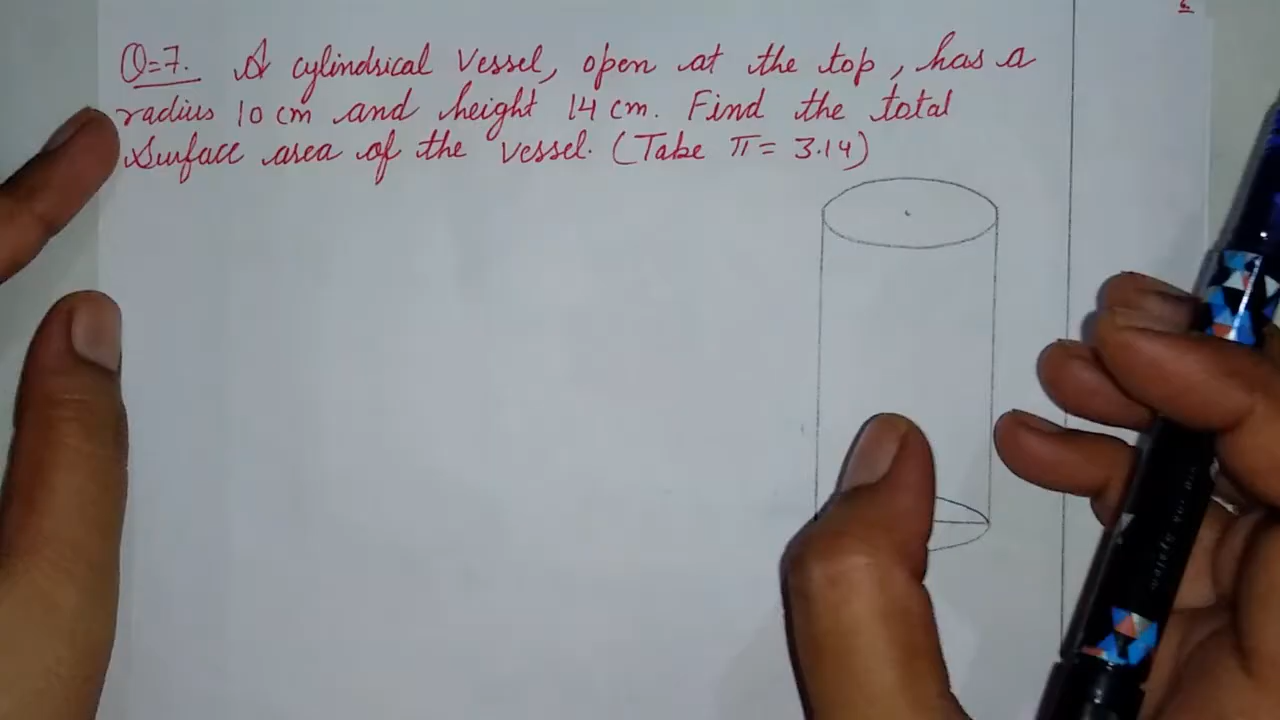 Q=7. A cylindrical Vessel, open at the top, has a
radius 10 cm and height 14 cm. Find the total
Surface area of the vessel. (Take π = 3.14)